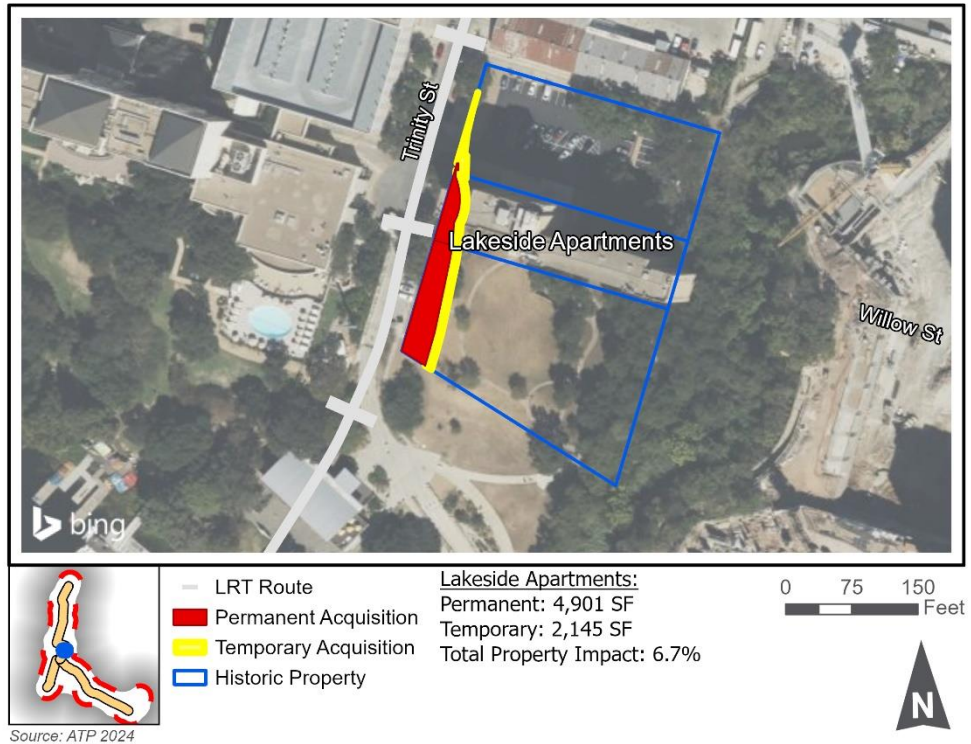 Trinity St
Lakeside Apartments
Willow St
bing
LRT Route
Permanent Acquisition
Temporary Acquisition
Historic Property
Lakeside Apartments:
Permanent: 4,901 SF
Temporary: 2,145 SF
Total Property Impact: 6.7%
0 75 150
Feet
N
Source: ATP 2024